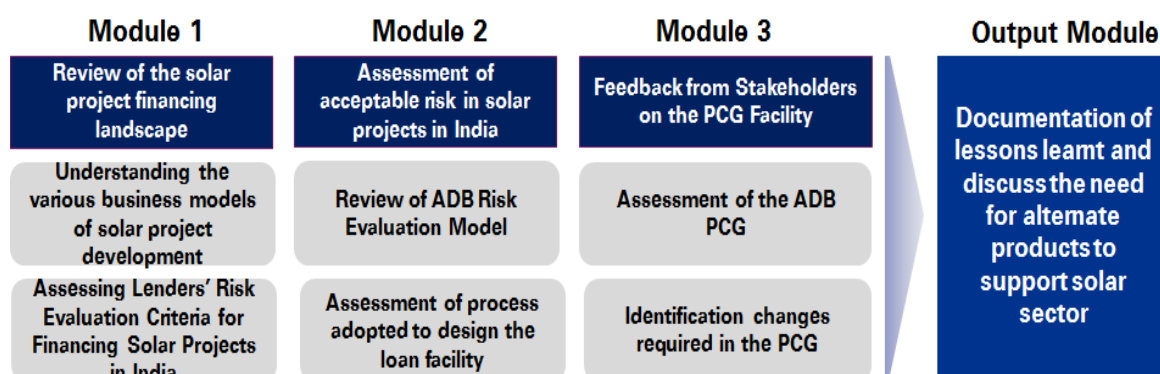 Module 1
Review of the solar
project financing
landscape
Understanding the
various business models
of solar project
development
Assessing Lenders' Risk
Evaluation Criteria for
Financing Solar Projects
in India
Module 2
Assessment of
acceptable risk in solar
projects in India
Review of ADB Risk
Evaluation Model
Assessment of process
adopted to design the
loan facility
Module 3
Feedback from Stakeholders
on the PCG Facility
Assessment of the ADB
PCG
Identification changes
required in the PCG
Output Module
Documentation of
lessons learnt and
discuss the need
for alternate
products to
support solar
sector